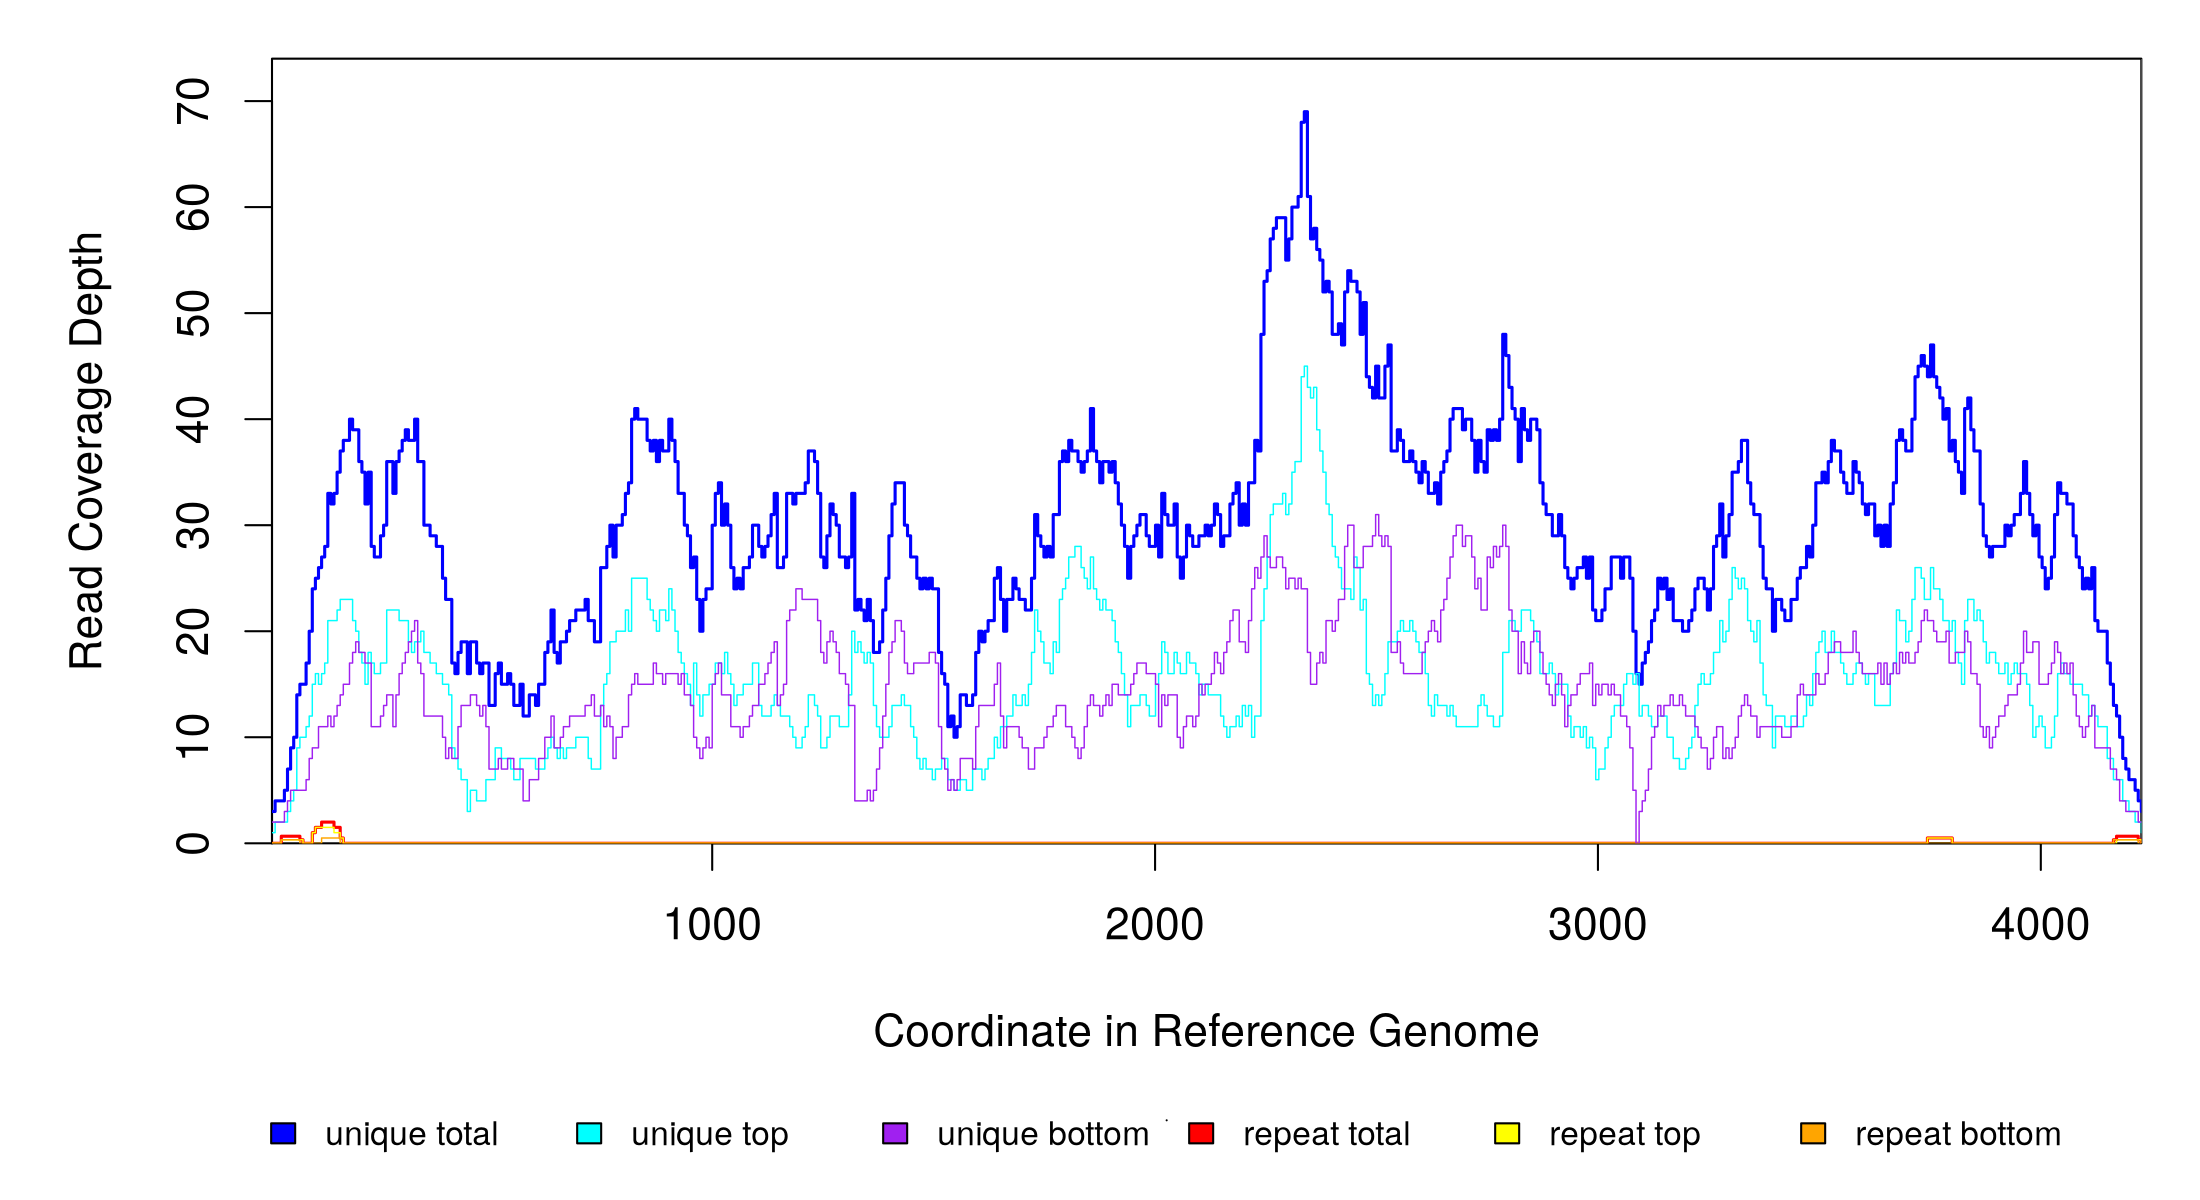 70
60
50
40
30
20
10
0
Read Coverage Depth
1000 2000 3000 4000
Coordinate in Reference Genome
unique total unique top unique bottom repeat total repeat top repeat bottom